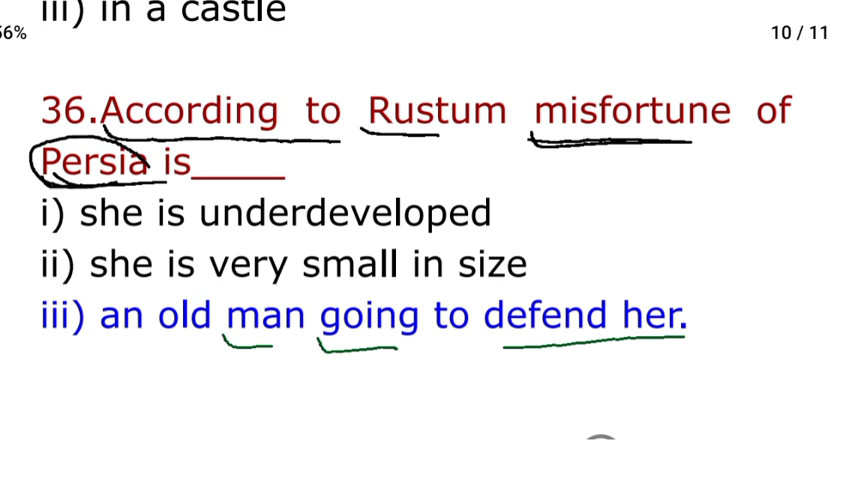 iii) in a castle
56%
10 / 11
36.According to Rustum misfortune of
Persia is_____
i) she is underdeveloped
ii) she is very small in size
iii) an old man going to defend her.